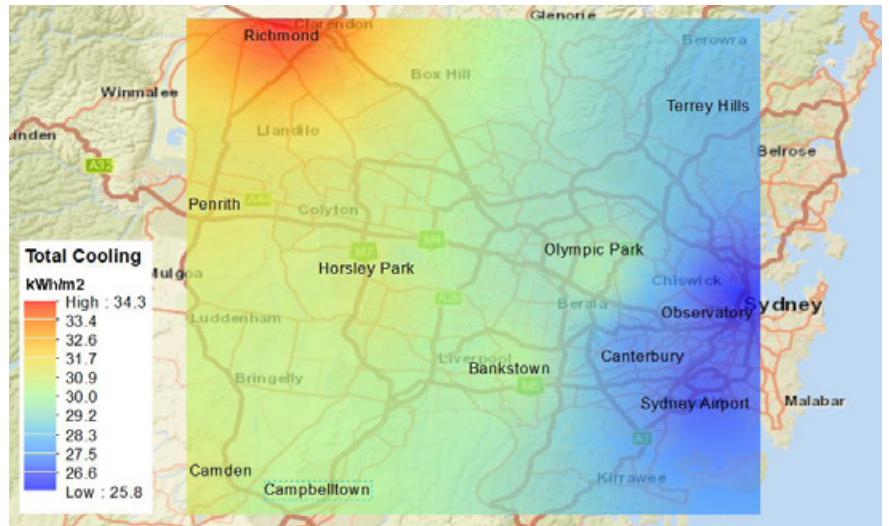 Glenorie
Clarendon
Richmond
Berowra
Box Hill
Winmalee
Terrey Hills
Llandilo
Linden
Belrose
A32
Penrith
A44
Colyton
M4
Olympic Park
M7
Horsley Park
Mulgoa
Chiswick
A28
Berala
Sydney
Observatory
Luddenham
Liverpool
Canterbury
Bankstown
Bringelly
M5
Sydney Airport
Malabar
A1
Camden
Kirrawee
Campbelltown
Total Cooling
kWh/m2
High : 34.3
33.4
32.6
31.7
30.9
30.0
29.2
28.3
27.5
26.6
Low : 25.8